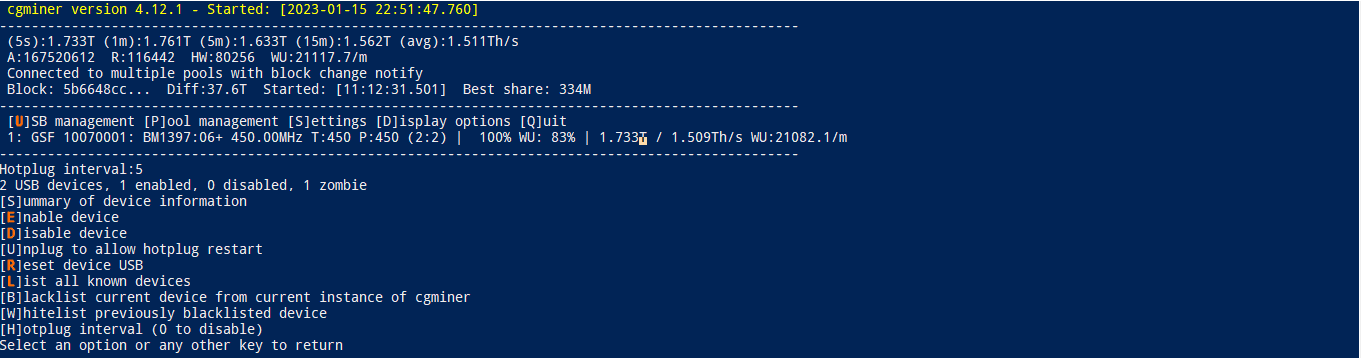 cgminer version 4.12.1 - Started: [2023-01-15 22:51:47.760]
--------------------------------------------------------------------------------
(5s):1.733T (1m):1.761T (5m):1.633T (15m):1.562T (avg):1.511Th/s
A:167520612  R:116442  HW:80256  WU:21117.7/m
Connected to multiple pools with block change notify
Block: 5b6648cc...  Diff:37.6T  Started: [11:12:31.501]  Best share: 334M
--------------------------------------------------------------------------------
[U]SB management [P]ool management [S]ettings [D]isplay options [Q]uit
1: GSF 10070001: BM1397:06+ 450.00MHz T:450 P:450 (2:2) |  100% WU: 83% | 1.733T / 1.509Th/s WU:21082.1/m
--------------------------------------------------------------------------------
Hotplug interval:5
2 USB devices, 1 enabled, 0 disabled, 1 zombie
[S]ummary of device information
[E]nable device
[D]isable device
[U]nplug to allow hotplug restart
[R]eset device USB
[L]ist all known devices
[B]lacklist current device from current instance of cgminer
[W]hitelist previously blacklisted device
[H]otplug interval (0 to disable)
Select an option or any other key to return